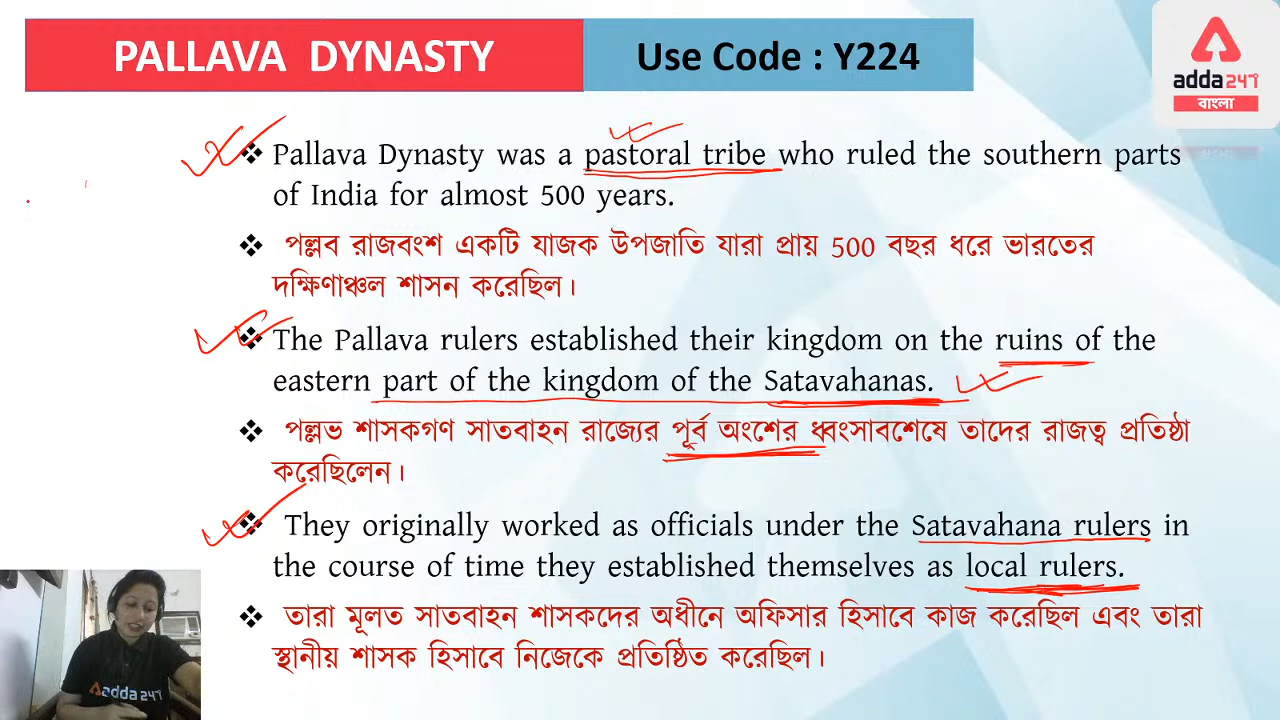 PALLAVA DYNASTY
Use Code : Y224
adda247
বাংলা
❖ Pallava Dynasty was a pastoral tribe who ruled the southern parts
of India for almost 500 years.
❖ পল্লব রাজবংশ একটি যাজক উপজাতি যারা প্রায় 500 বছর ধরে ভারতের
দক্ষিণাঞ্চল শাসন করেছিল।
❖ The Pallava rulers established their kingdom on the ruins of the
eastern part of the kingdom of the Satavahanas.
❖ পল্লভ শাসকগণ সাতবাহন রাজ্যের পূর্ব অংশের ধ্বংসাবশেষে তাদের রাজত্ব প্রতিষ্ঠা
করেছিলেন।
❖ They originally worked as officials under the Satavahana rulers in
the course of time they established themselves as local rulers.
❖ তারা মূলত সাতবাহন শাসকদের অধীনে অফিসার হিসাবে কাজ করেছিল এবং তারা
স্থানীয় শাসক হিসাবে নিজেকে প্রতিষ্ঠিত করেছিল।
adda247